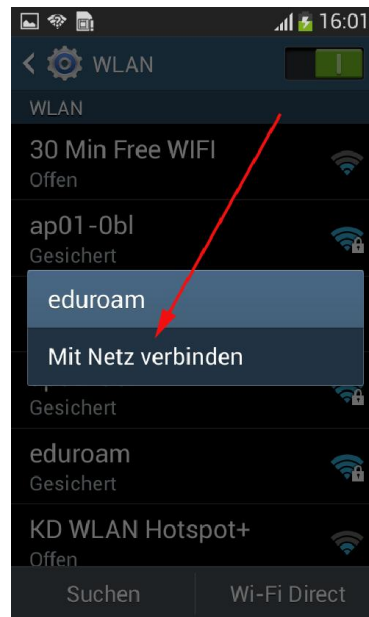 16:01
WLAN
WLAN
30 Min Free WIFI
Offen
ap01-0bl
Gesichert
eduroam
Mit Netz verbinden
Gesichert
eduroam
Gesichert
KD WLAN Hotspot+
Offen
Suchen
Wi-Fi Direct